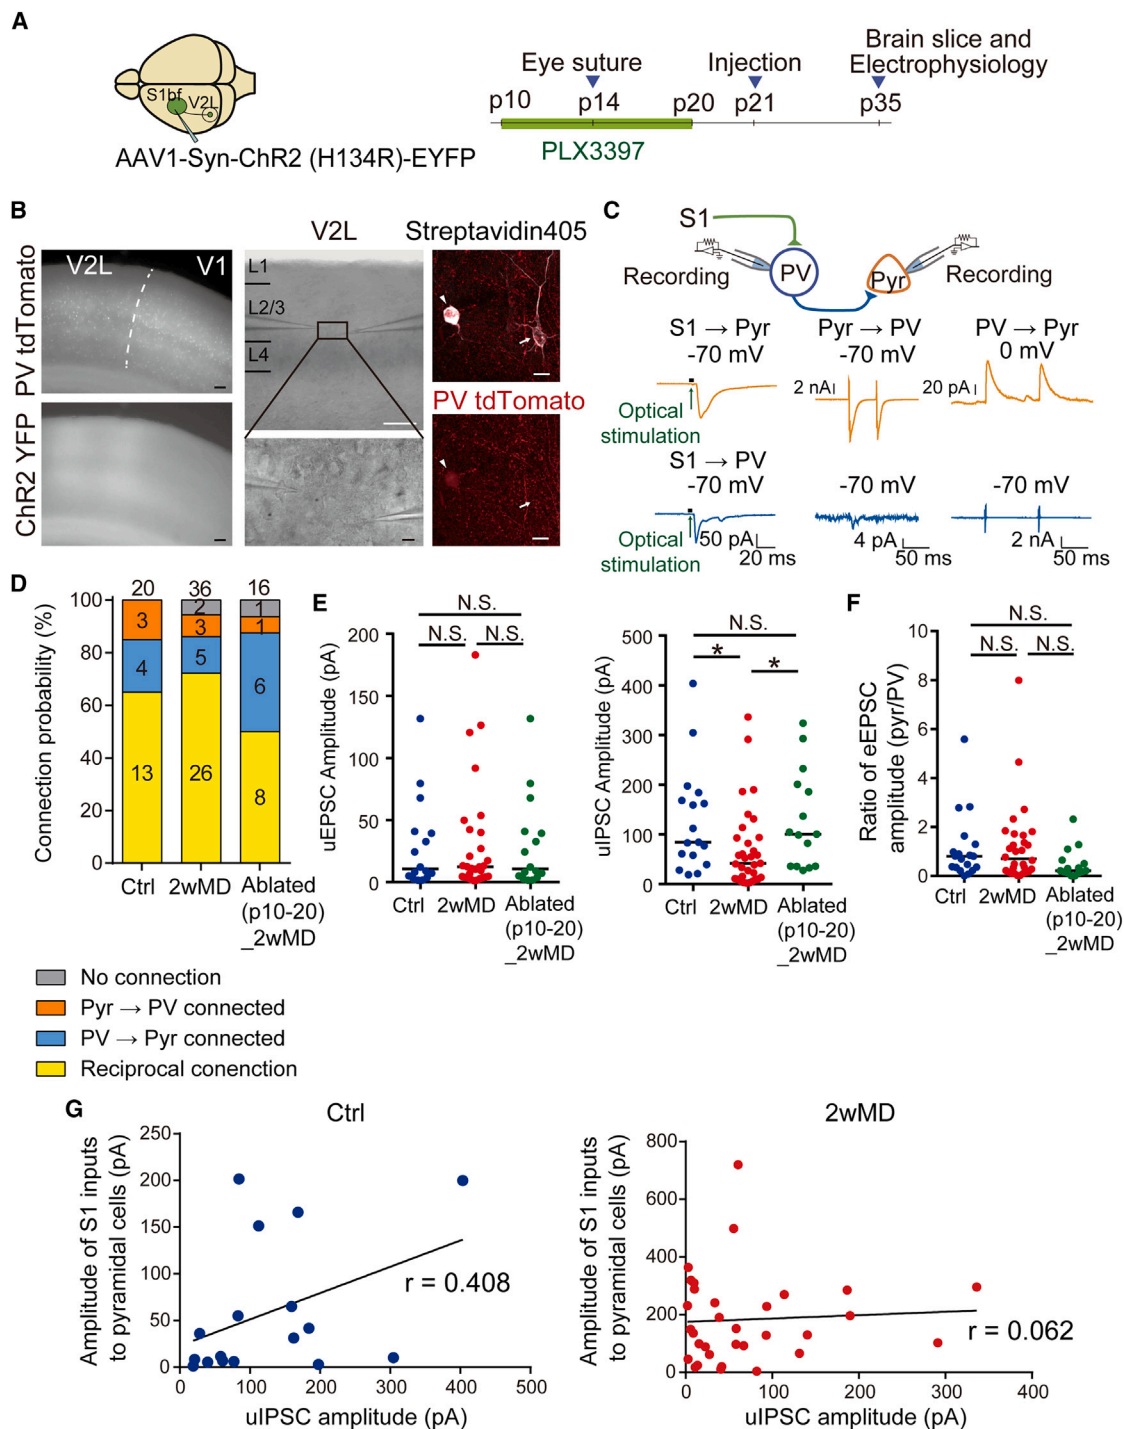 A
S1bf
V2L
AAV1-Syn-ChR2 (H134R)-EYFP
Eye suture
Injection
Brain slice and
Electrophysiology
p10
p14
p20
p21
p35
PLX3397
B
PV tdTomato
V2L
V1
ChR2 YFP
V2L
L1
L2/3
L4
Streptavidin405
PV tdTomato
C
S1
Recording
PV
Pyr
Recording
S1 → Pyr
-70 mV
Pyr → PV
-70 mV
PV → Pyr
0 mV
2 nA
20 pA
Optical
stimulation
S1 → PV
-70 mV
-70 mV
-70 mV
Optical
stimulation
50 pA
20 ms
4 pA
50 ms
2 nA
50 ms
D
Connection probability (%)
20
36
16
100
80
60
40
20
0
3
4
13
2
3
5
26
1
1
6
8
Ctrl
2wMD
Ablated
(p10-20)
_2wMD
No connection
Pyr → PV connected
PV → Pyr connected
Reciprocal conenction
E
uEPSC Amplitude (pA)
200
150
100
50
0
N.S.
N.S.
N.S.
Ctrl
2wMD
Ablated
(p10-20)
_2wMD
uIPSC Amplitude (pA)
500
400
300
200
100
0
N.S.
*
*
Ctrl
2wMD
Ablated
(p10-20)
_2wMD
F
Ratio of eEPSC
amplitude (pyr/PV)
10
8
6
4
2
0
N.S.
N.S.
N.S.
Ctrl
2wMD
Ablated
(p10-20)
_2wMD
G
Ctrl
Amplitude of S1 inputs
to pyramidal cells (pA)
250
200
150
100
50
0
r = 0.408
0
100
200
300
400
500
uIPSC amplitude (pA)
2wMD
Amplitude of S1 inputs
to pyramidal cells (pA)
800
600
400
200
0
r = 0.062
0
100
200
300
400
uIPSC amplitude (pA)